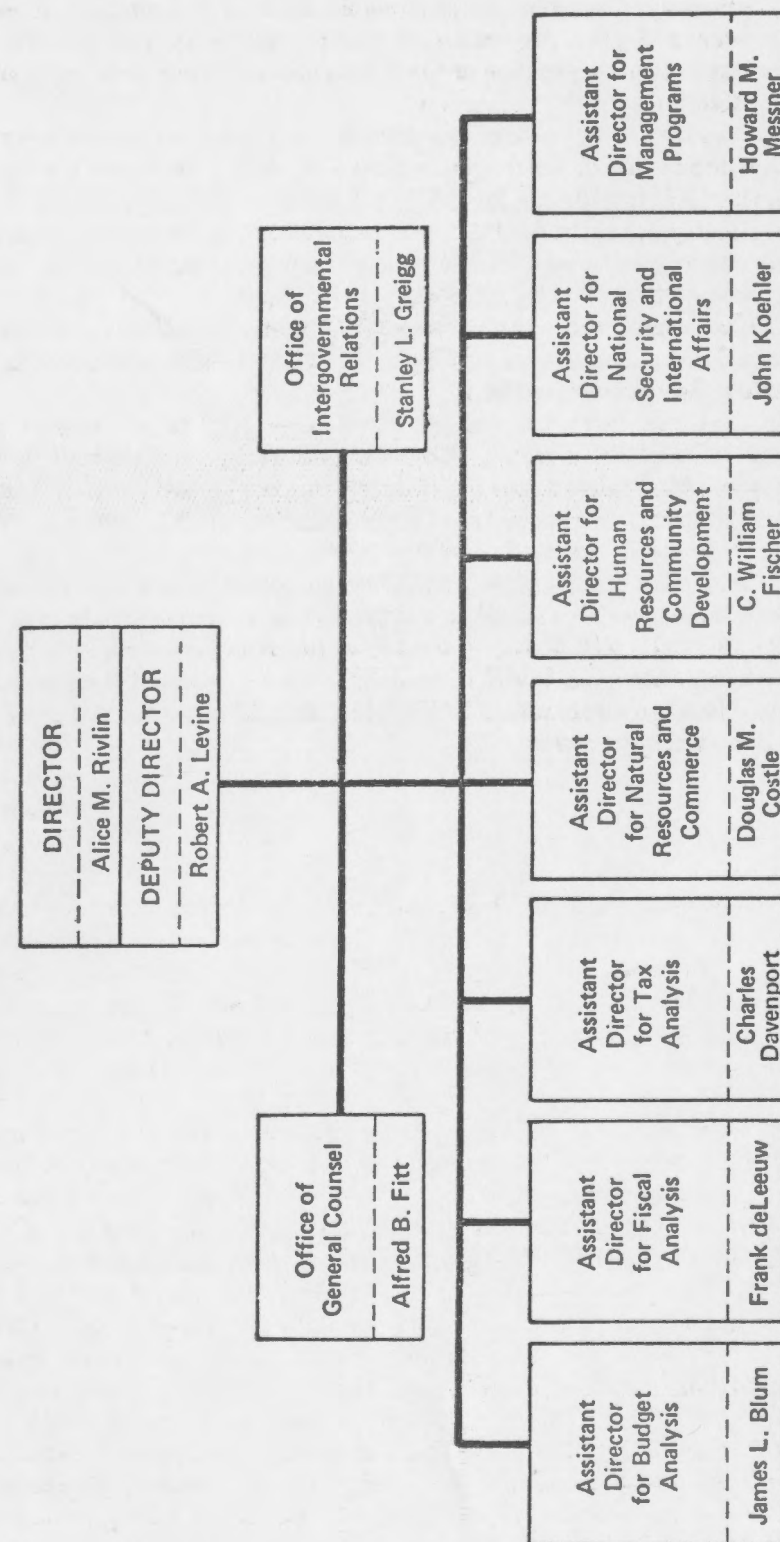 DIRECTOR
Alice M. Rivlin
DEPUTY DIRECTOR
Robert A. Levine
Office of
General Counsel
Alfred B. Fitt
Office of
Intergovernmental
Relations
Stanley L. Greigg
Assistant
Director
for Budget
Analysis
James L. Blum
Assistant
Director
for Fiscal
Analysis
Frank deLeeuw
Assistant
Director
for Tax
Analysis
Charles
Davenport
Assistant
Director
for Natural
Resources and
Commerce
Douglas M.
Costle
Assistant
Director for
Human
Resources and
Community
Development
C. William
Fischer
Assistant
Director for
National
Security and
International
Affairs
John Koehler
Assistant
Director for
Management
Programs
Howard M.
Messner